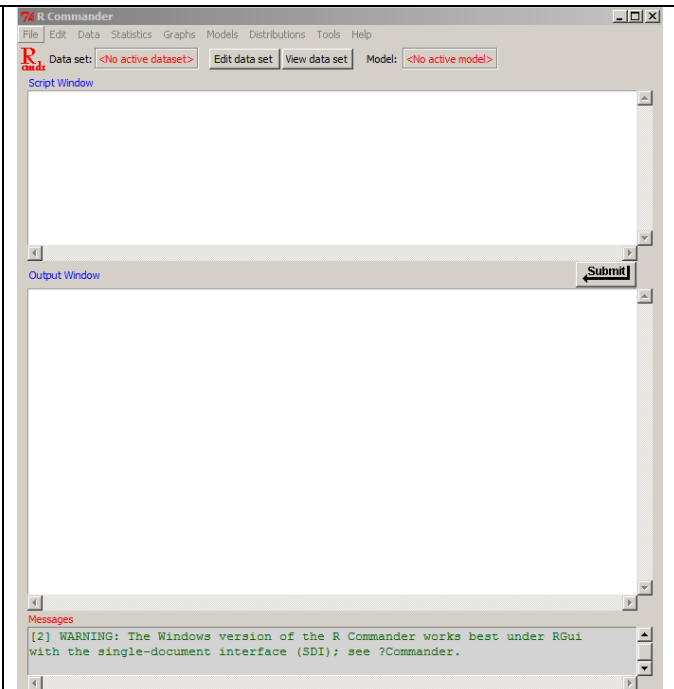 R Commander
File Edit Data Statistics Graphs Models Distributions Tools Help
R cmdr Data set: <No active dataset> Edit data set View data set Model: <No active model>
Script Window
Output Window
Submit
Messages
[2] WARNING: The Windows version of the R Commander works best under RGui
with the single-document interface (SDI); see ?Commander.